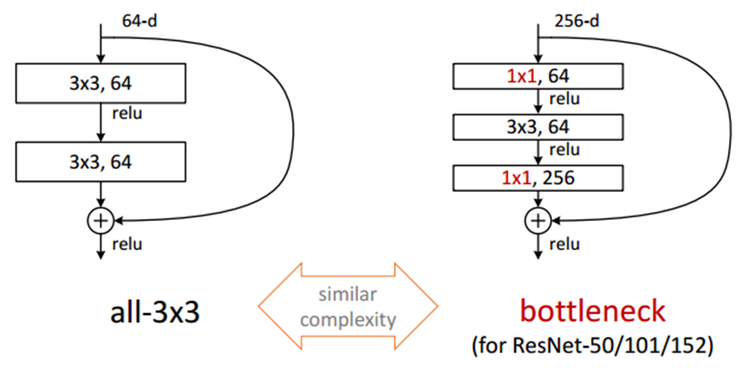 64-d
3x3, 64
relu
3x3, 64
+
relu
all-3x3
similar
complexity
256-d
1x1, 64
relu
3x3, 64
relu
1x1, 256
+
relu
bottleneck
(for ResNet-50/101/152)